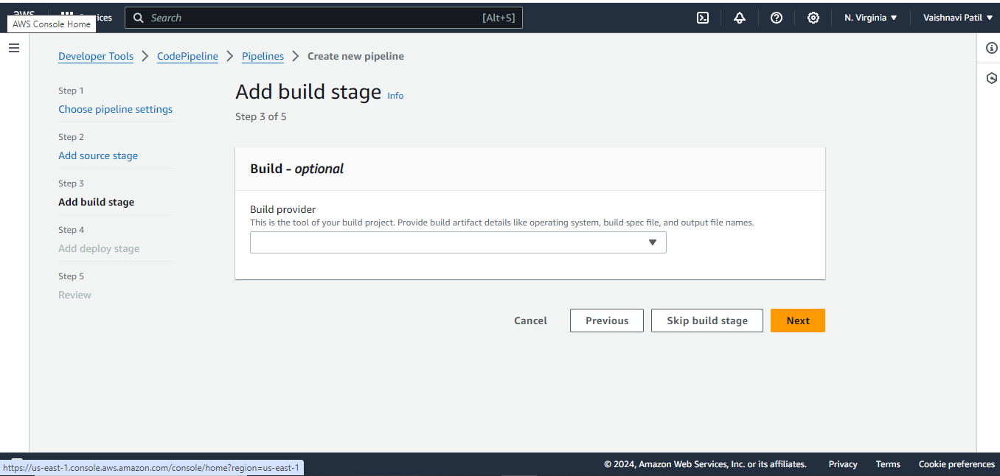 ices
Search
[Alt+S]
N. Virginia
Vaishnavi Patil
AWS Console Home
Developer Tools
CodePipeline
Pipelines
Create new pipeline
Step 1
Choose pipeline settings
Step 2
Add source stage
Step 3
Add build stage
Step 4
Add deploy stage
Step 5
Review
Add build stage Info
Step 3 of 5
Build - optional
Build provider
This is the tool of your build project. Provide build artifact details like operating system, build spec file, and output file names.
Cancel
Previous
Skip build stage
Next
https://us-east-1.console.aws.amazon.com/console/home?region=us-east-1
© 2024, Amazon Web Services, Inc. or its affiliates.
Privacy
Terms
Cookie preferences